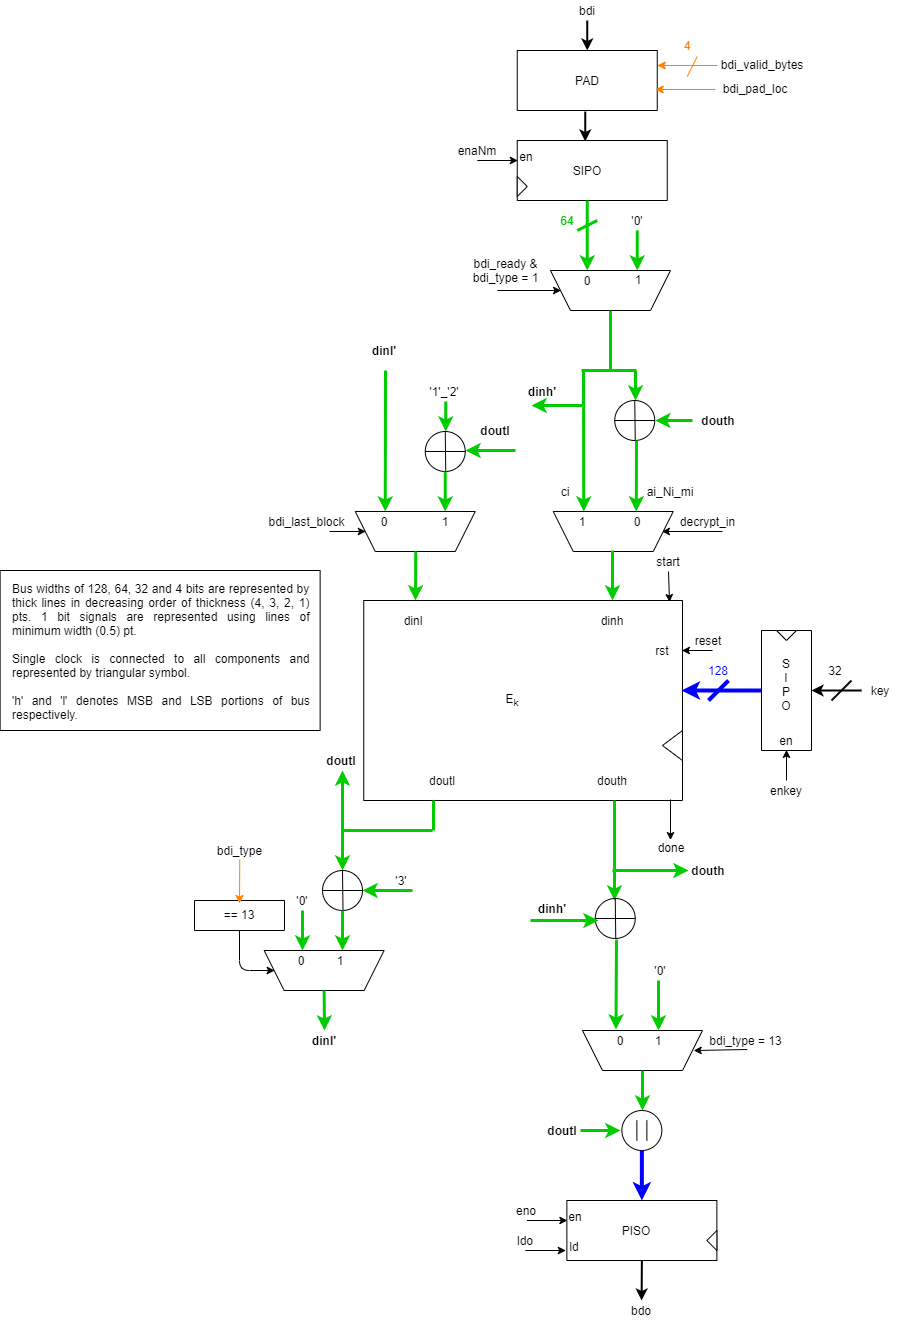 bdi
4
bdi_valid_bytes
PAD
bdi_pad_loc
enaNm
en
SIPO
64
'0'
bdi_ready &
bdi_type = 1
0
1
dinl'
'1'_'2'
dinh'
doutl
douth
ci
ai_Ni_mi
bdi_last_block
0
1
1
0
decrypt_in
start
Bus widths of 128, 64, 32 and 4 bits are represented by
thick lines in decreasing order of thickness (4, 3, 2, 1)
pts. 1 bit signals are represented using lines of
minimum width (0.5) pt.
Single clock is connected to all components and
represented by triangular symbol.
'h' and 'l' denotes MSB and LSB portions of bus
respectively.
dinl
dinh
rst
reset
128
S
I
P
O
32
key
Ek
en
enkey
doutl
doutl
douth
done
bdi_type
douth
'3'
== 13
'0'
dinh'
0
1
'0'
dinl'
0
1
bdi_type = 13
doutl
||
eno
en
ldo
ld
PISO
bdo